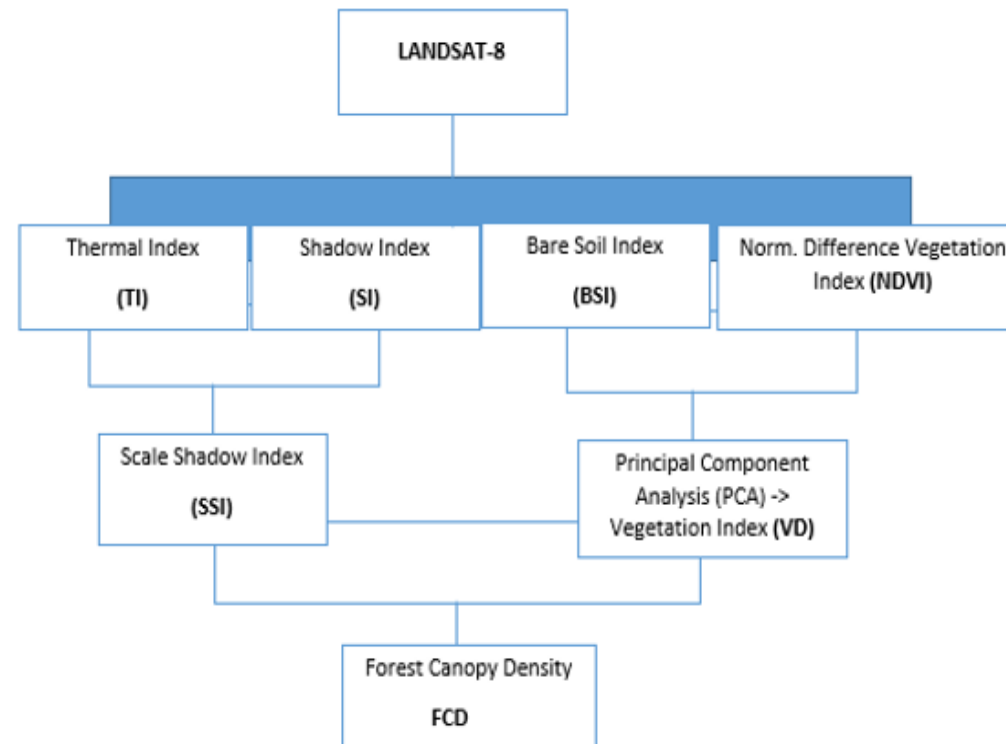 LANDSAT-8
Thermal Index
(TI)
Shadow Index
(SI)
Bare Soil Index
(BSI)
Norm. Difference Vegetation
Index (NDVI)
Scale Shadow Index
(SSI)
Principal Component
Analysis (PCA) ->
Vegetation Index (VD)
Forest Canopy Density
FCD